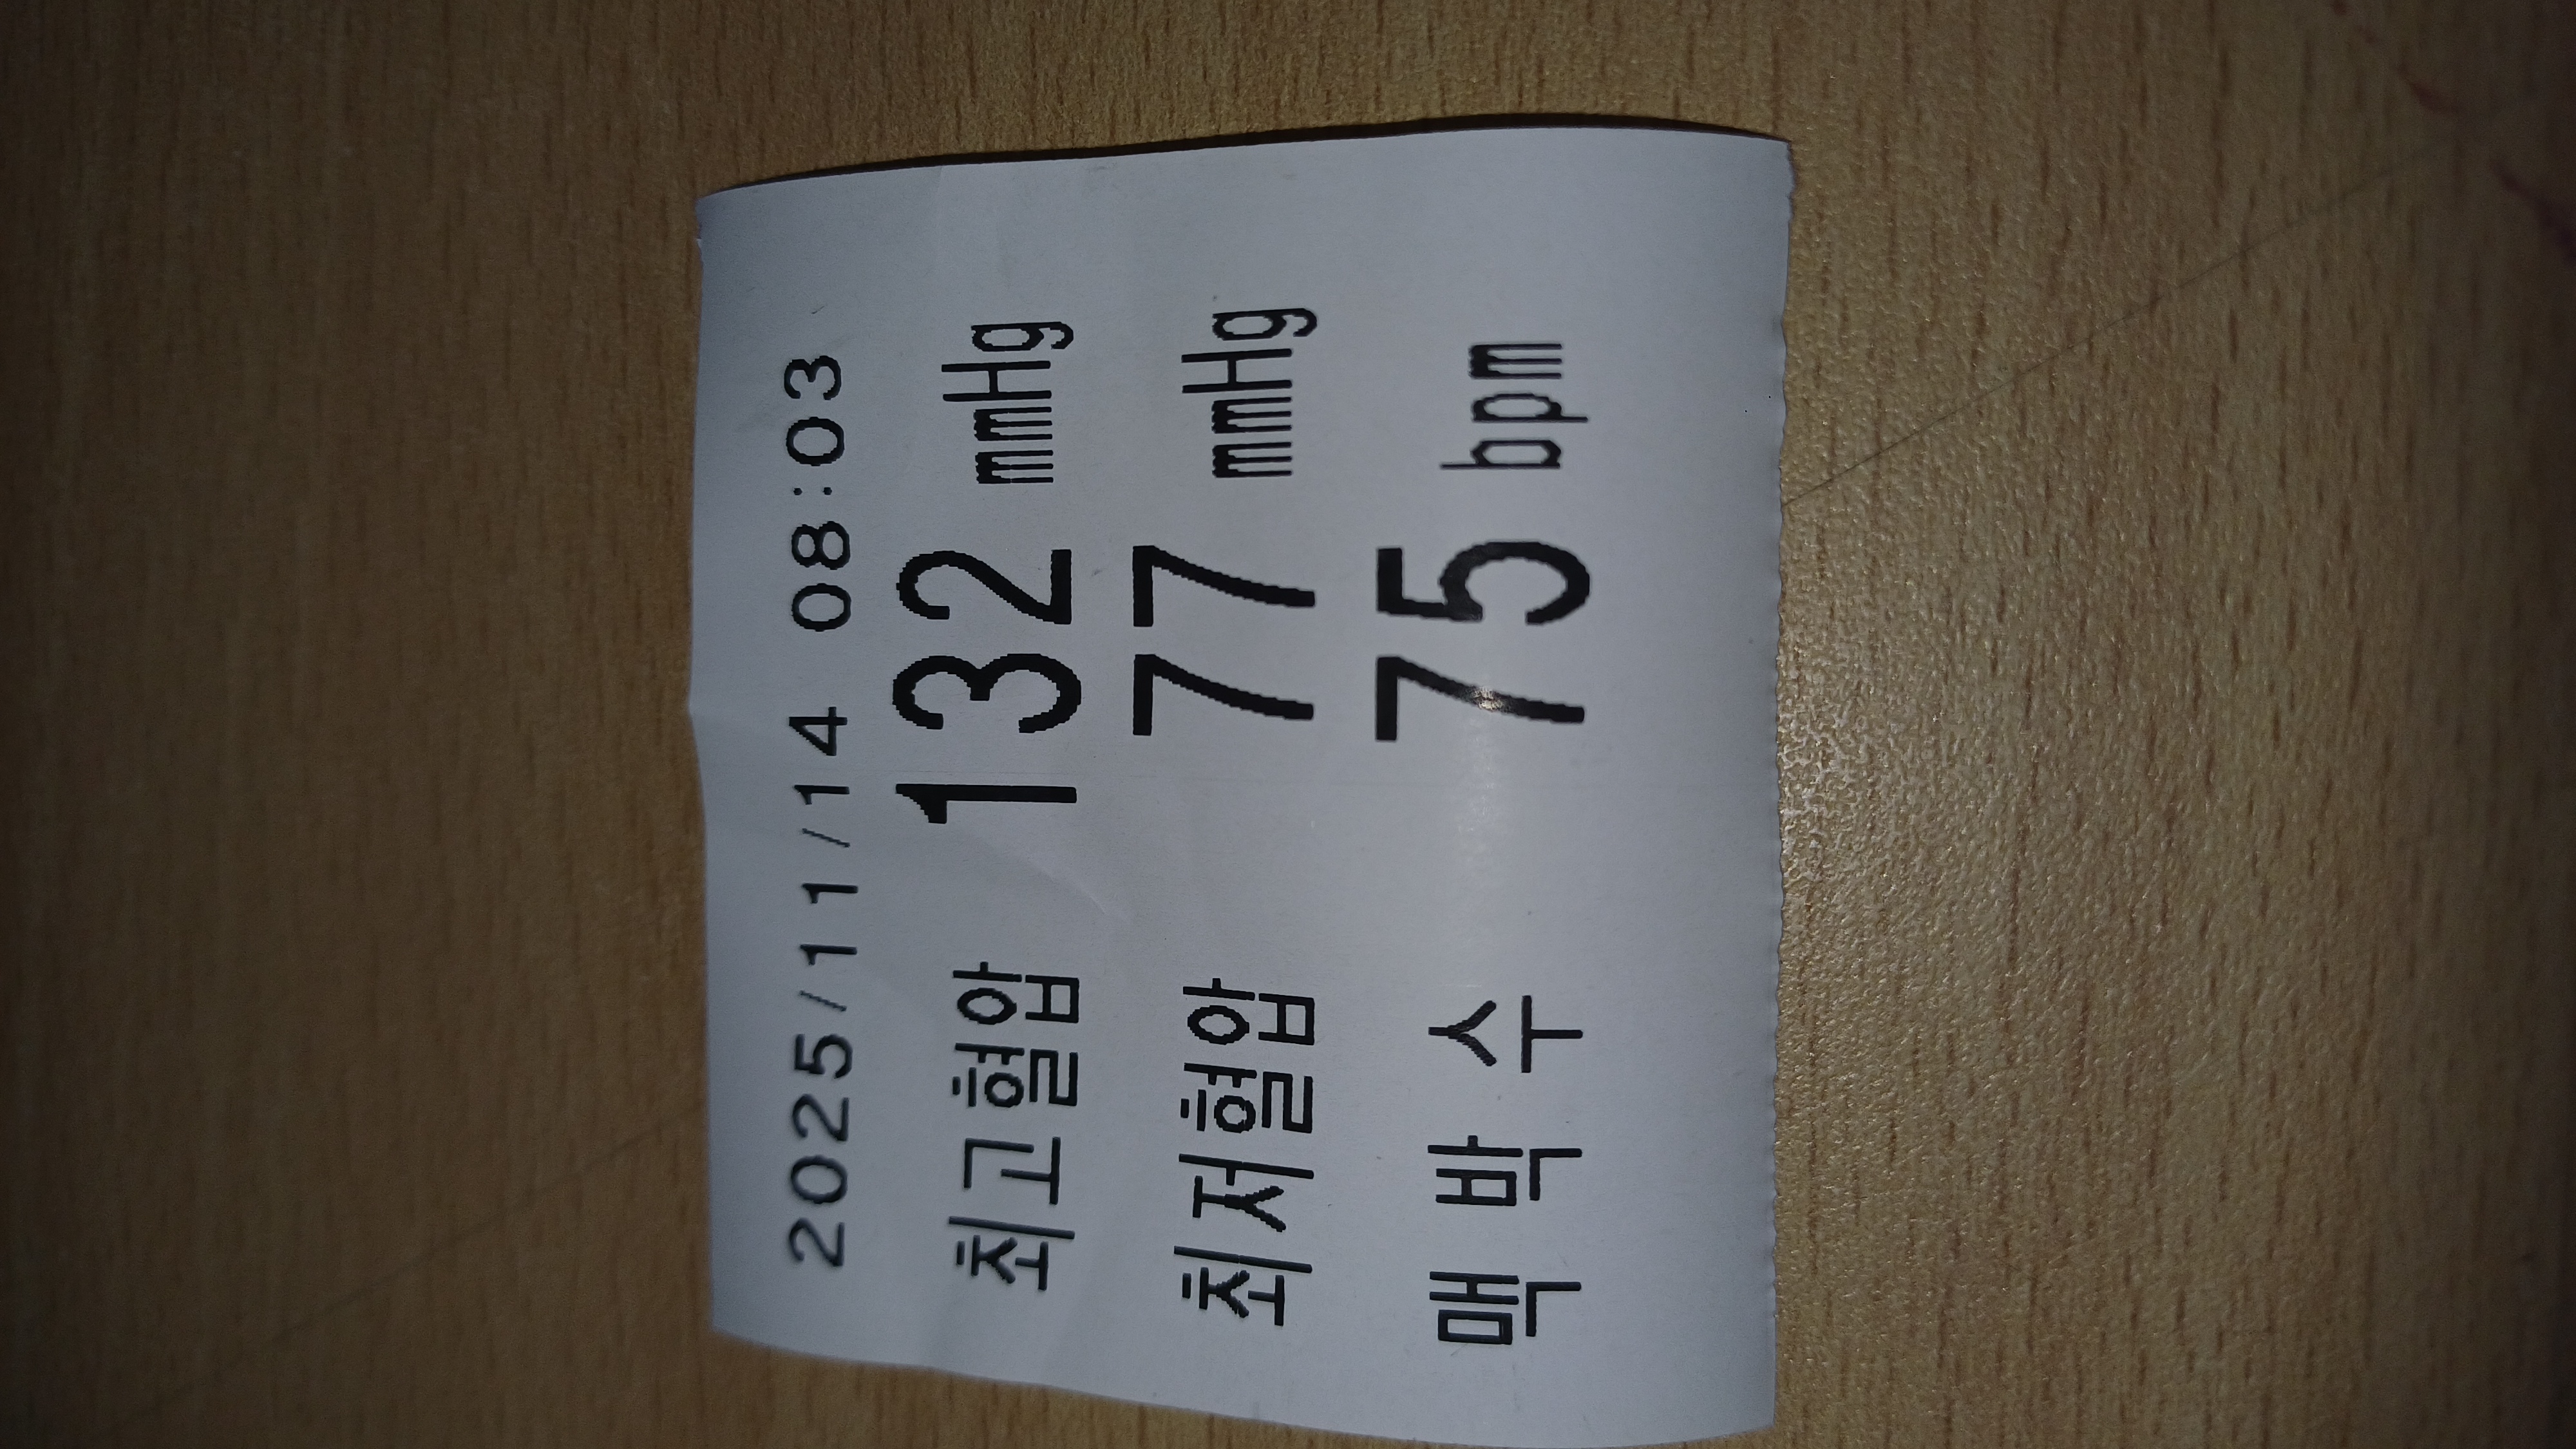 2025/11/14 08:03
최고혈압 132 mmHg
최저혈압 77 mmHg
맥 박 수 75 bpm